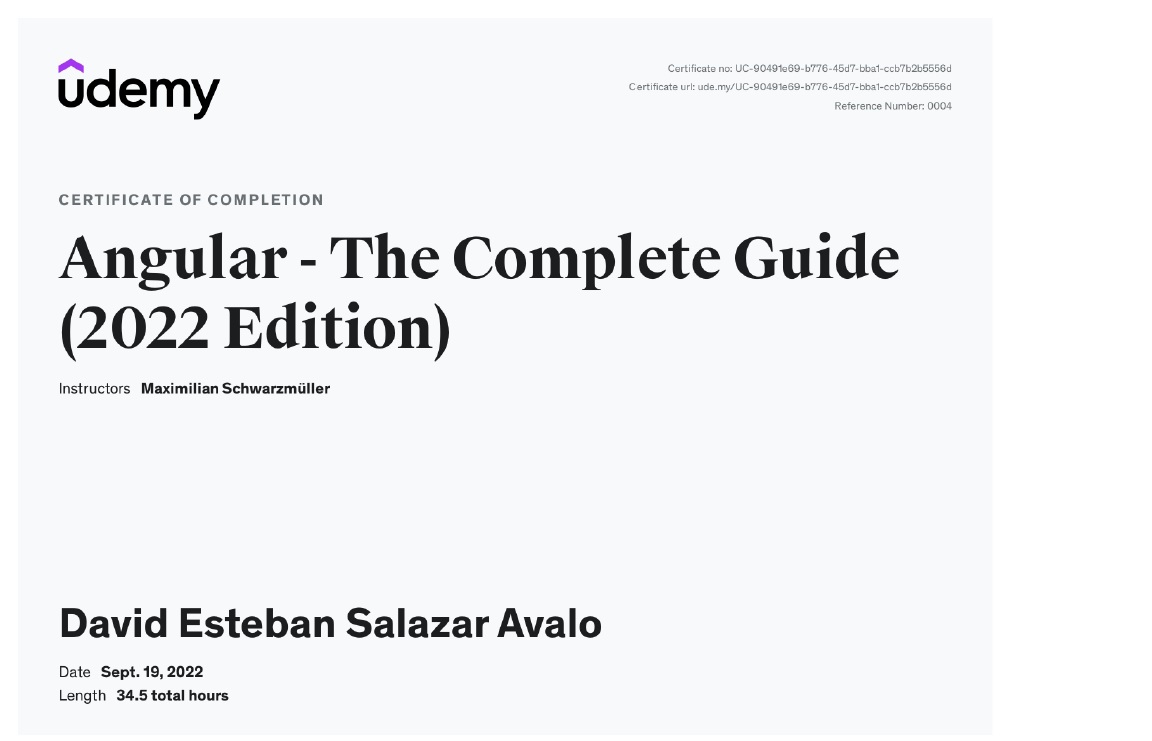 udemy
Certificate no: UC-90491e69-b776-45d7-bba1-ccb7b2b5556d
Certificate url: ude.my/UC-90491e69-b776-45d7-bba1-ccb7b2b5556d
Reference Number: 0004
CERTIFICATE OF COMPLETION
Angular - The Complete Guide
(2022 Edition)
Instructors Maximilian Schwarzmüller
David Esteban Salazar Avalo
Date Sept. 19, 2022
Length 34.5 total hours